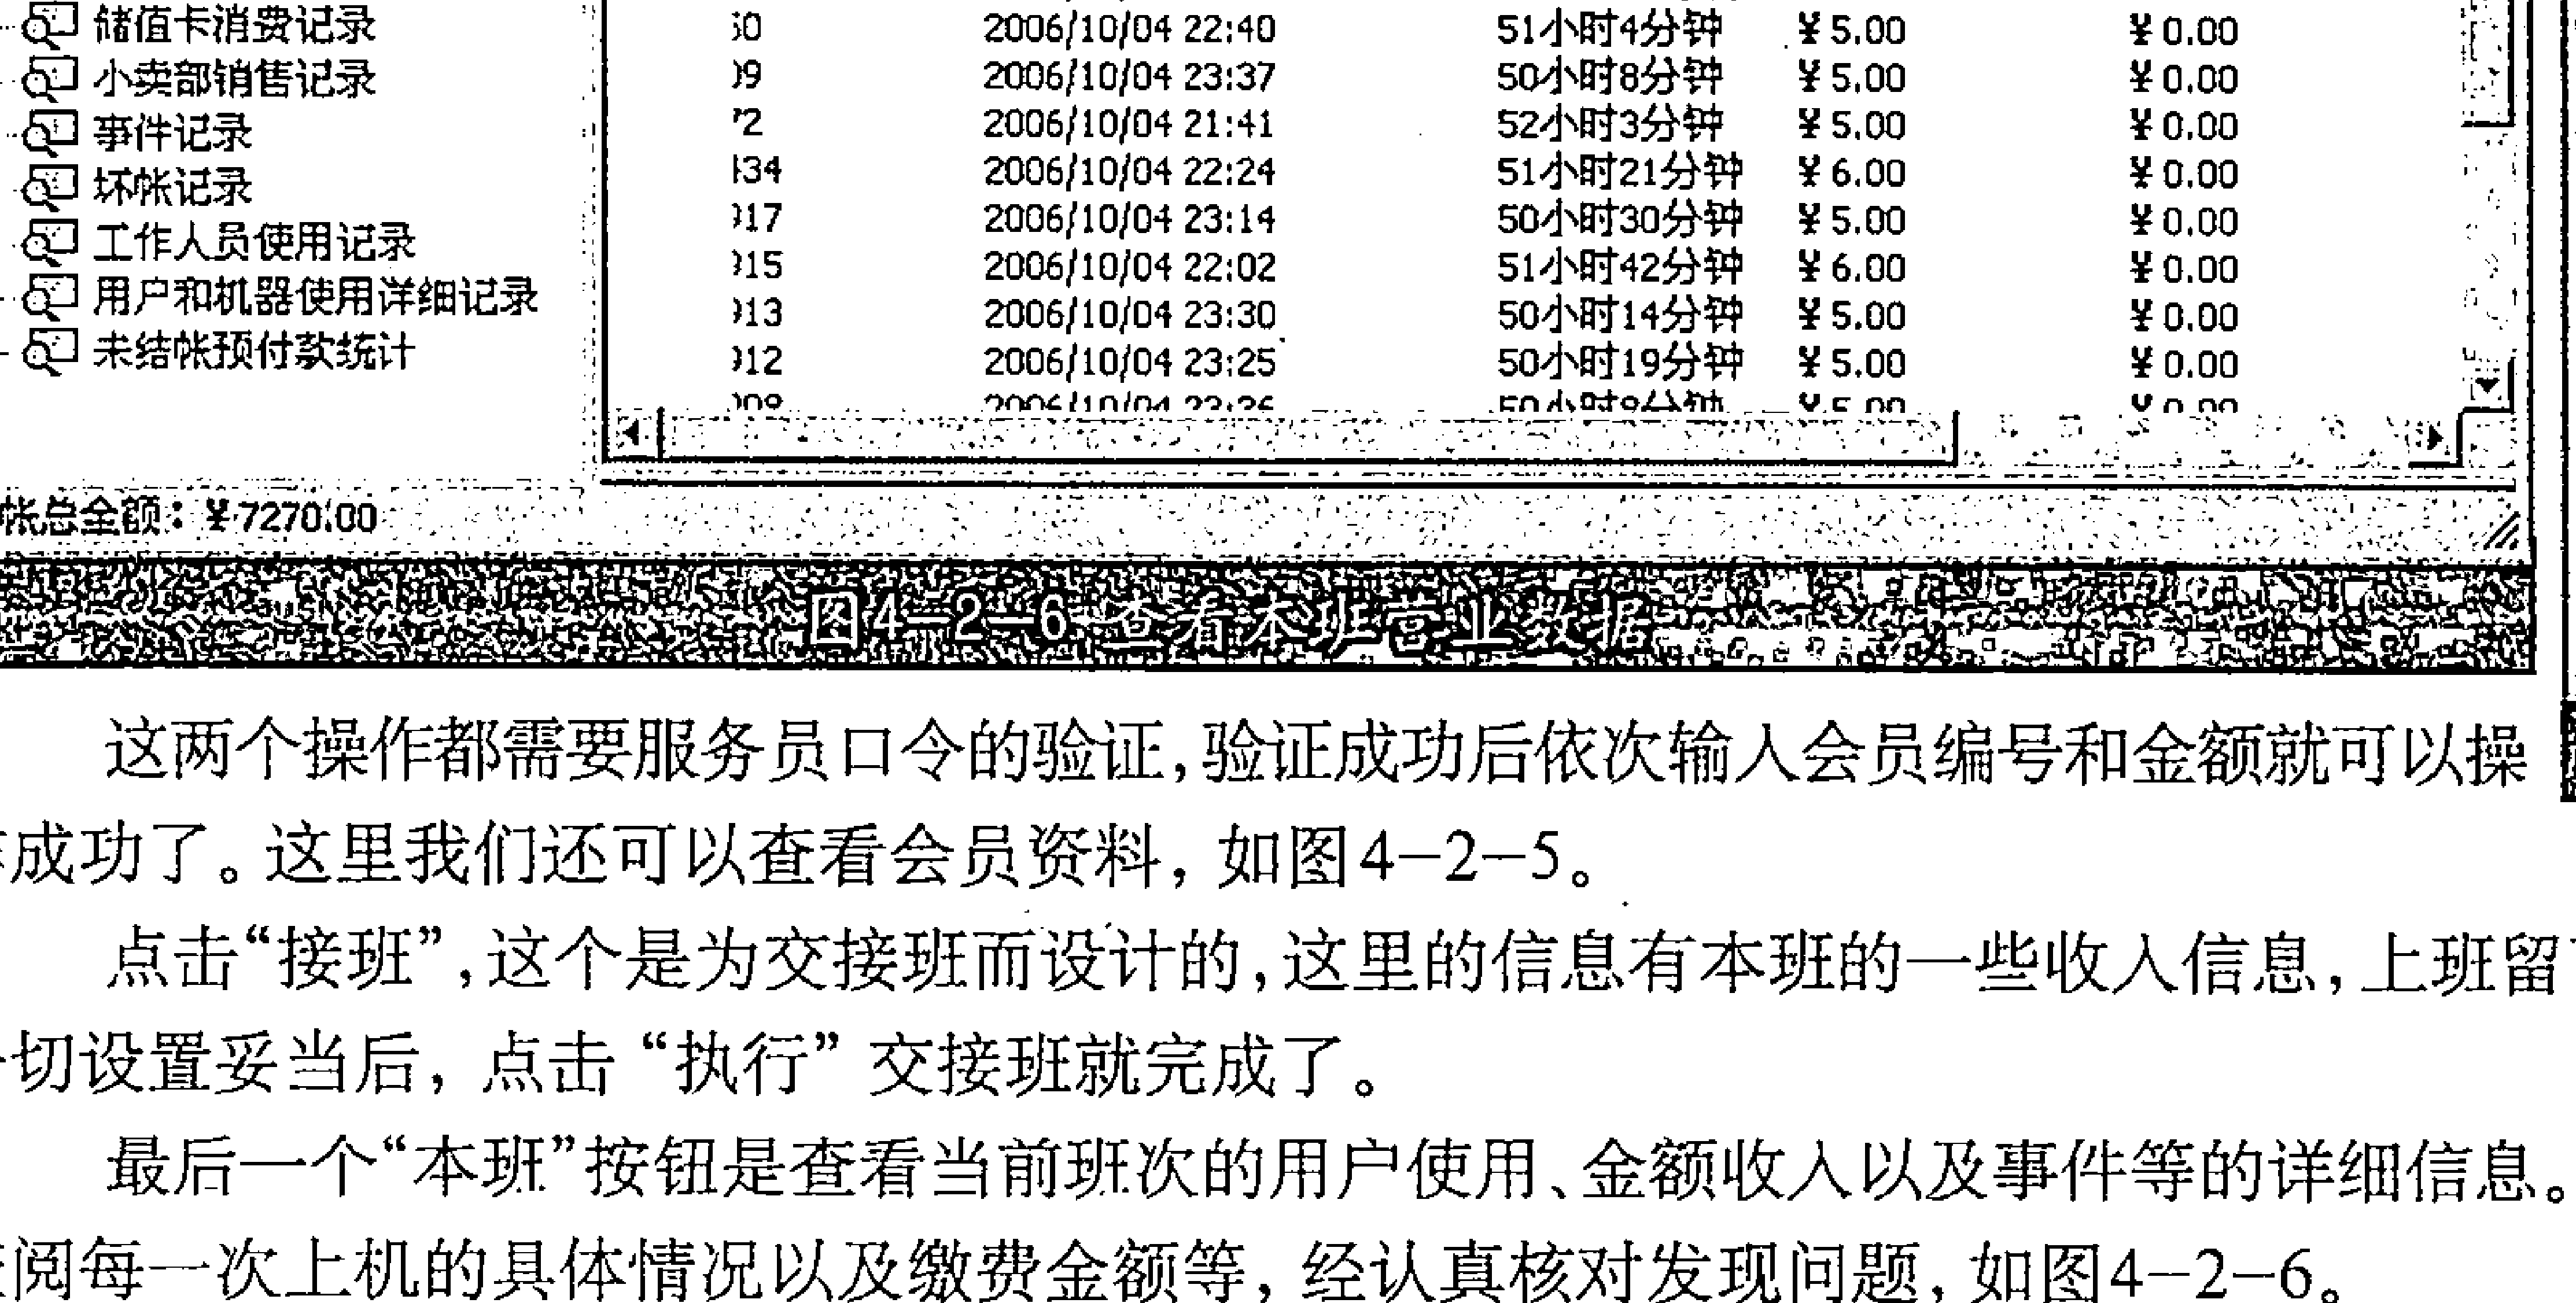 储值卡消费记录
小卖部销售记录
事件记录
坏帐记录
工作人员使用记录
用户和机器使用详细记录
未结帐预付款统计
2006/10/04 22:40 51小时4分钟 ¥5.00 ¥0.00
2006/10/04 23:37 50小时8分钟 ¥5.00 ¥0.00
2006/10/04 21:41 52小时3分钟 ¥5.00 ¥0.00
34 2006/10/04 22:24 51小时21分钟 ¥6.00 ¥0.00
17 2006/10/04 23:14 50小时30分钟 ¥5.00 ¥0.00
15 2006/10/04 22:02 51小时42分钟 ¥6.00 ¥0.00
13 2006/10/04 23:30 50小时14分钟 ¥5.00 ¥0.00
12 2006/10/04 23:25 50小时19分钟 ¥5.00 ¥0.00
帐总金额：¥7270.00
图4-2-6 查看本班营业数据
这两个操作都需要服务员口令的验证，验证成功后依次输入会员编号和金额就可以操
成功了。这里我们还可以查看会员资料，如图4-2-5。
点击“接班”，这个是为交接班而设计的，这里的信息有本班的一些收入信息，上班留
切设置妥当后，点击“执行”交接班就完成了。
最后一个“本班”按钮是查看当前班次的用户使用、金额收入以及事件等的详细信息。
阅每一次上机的具体情况以及缴费金额等，经认真核对发现问题，如图4-2-6。